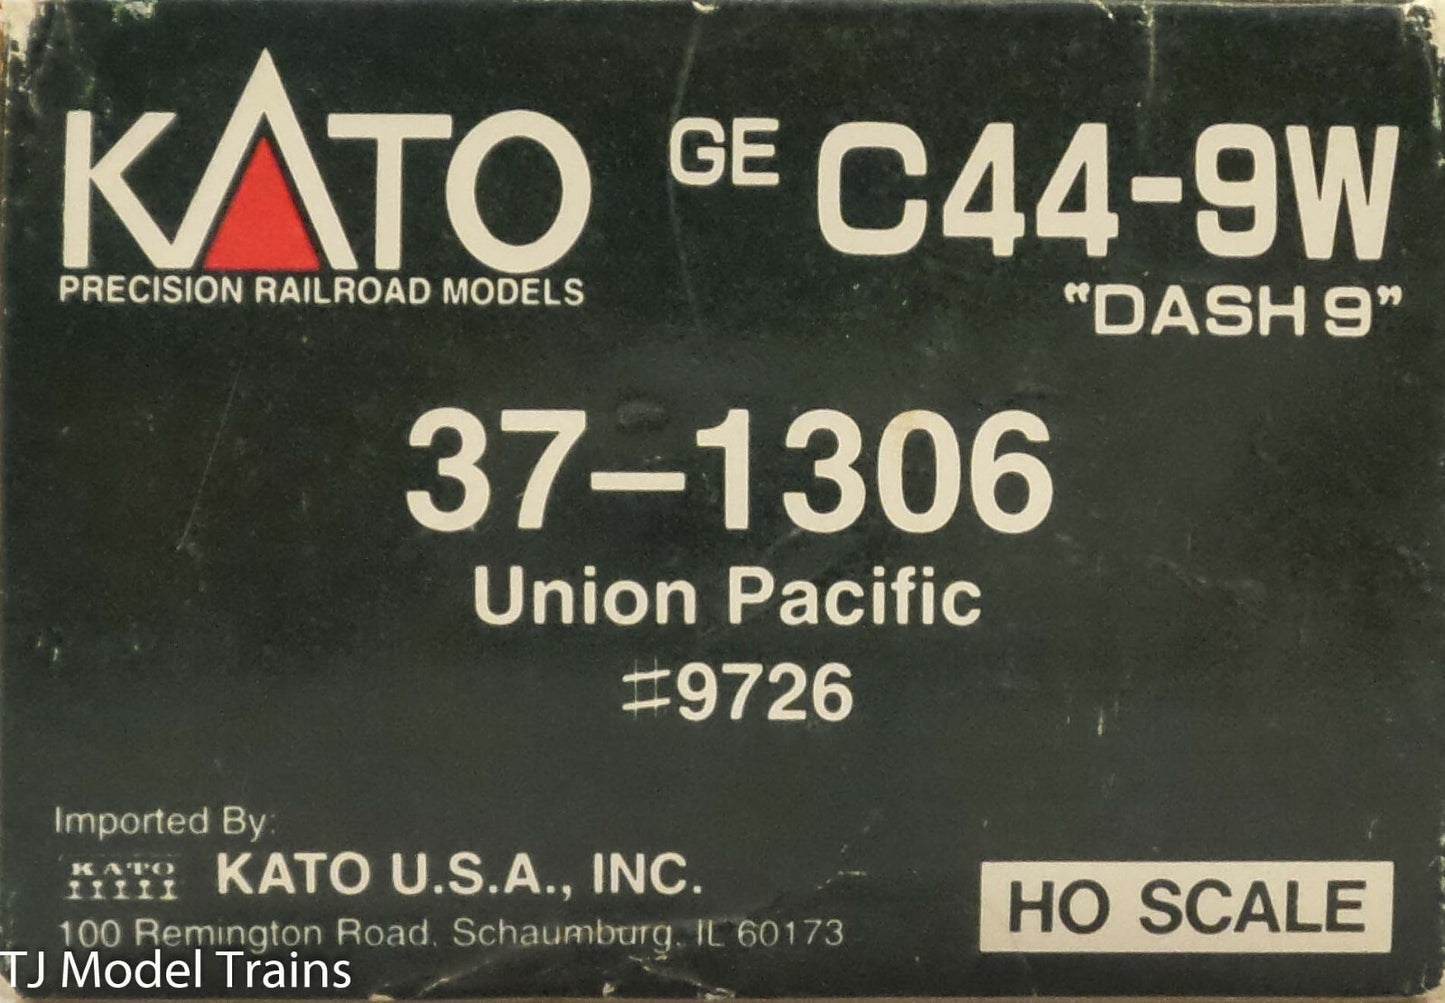 KATO
PRECISION RAILROAD MODELS
GE C44-9W
"DASH 9"
37-1306
Union Pacific
#9726
Imported By:
KATO
KATO U.S.A., INC.
100 Remington Road, Schaumburg, IL 60173
HO SCALE
TJ Model Trains